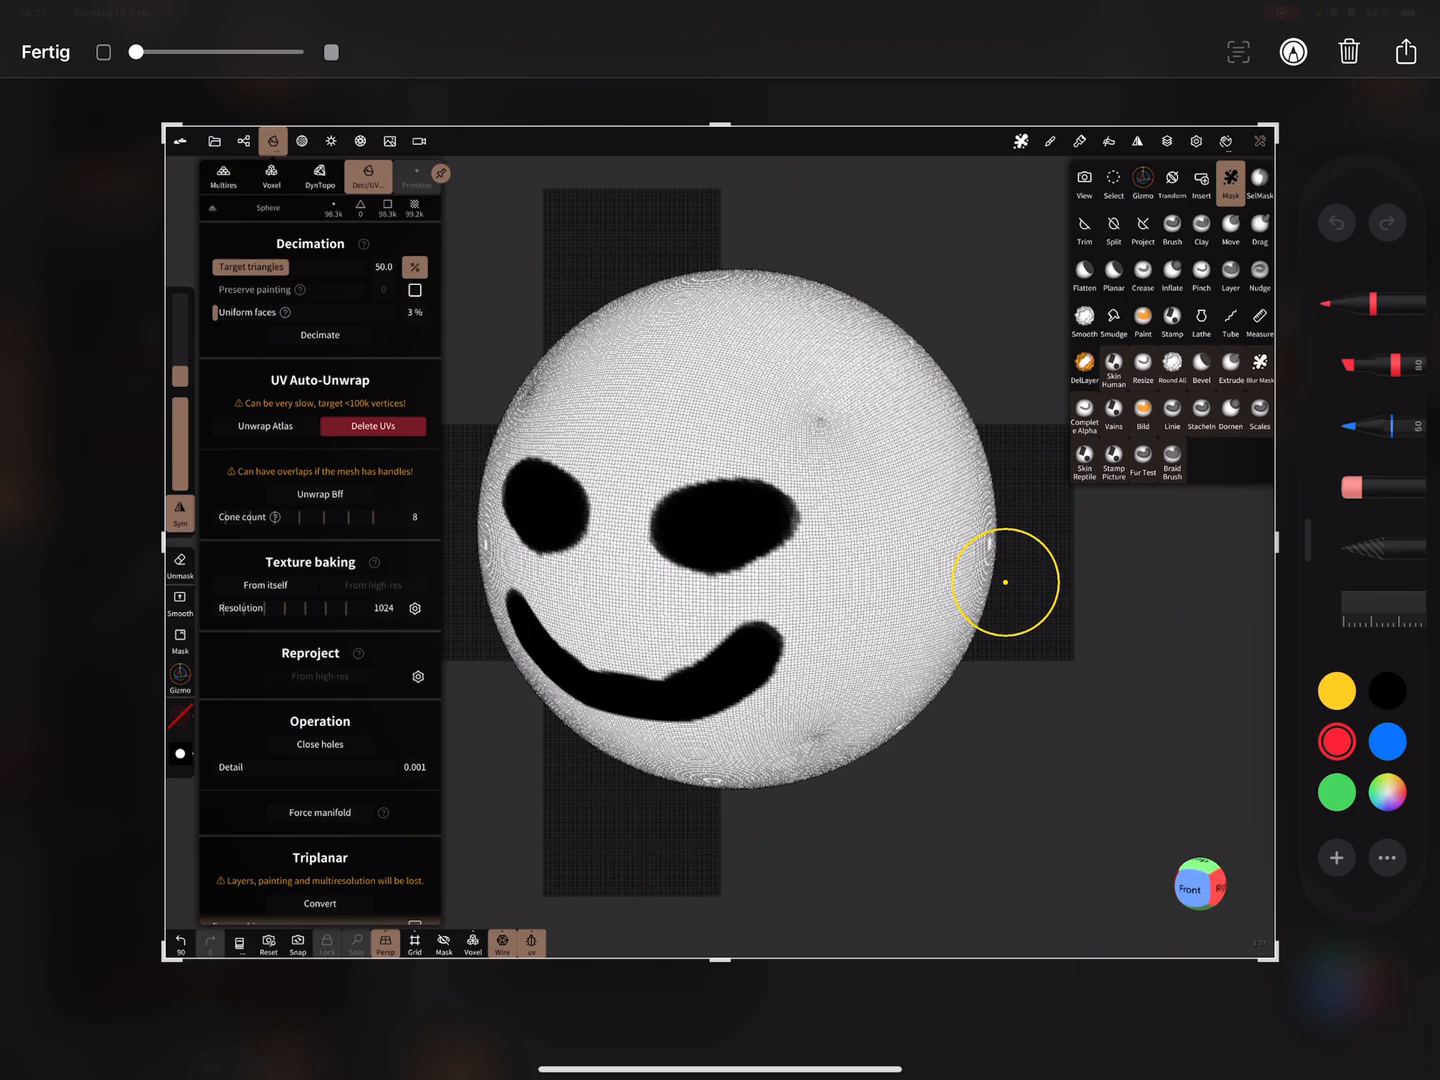 Fertig
Multires Voxel DynTopo Deci/UV... Primitive
Sphere 98.3k 0 98.3k 99.2k
Decimation
Target triangles 50.0 %
Preserve painting 0
Uniform faces 3 %
Decimate
UV Auto-Unwrap
Can be very slow, target <100k vertices!
Unwrap Atlas Delete UVs
Can have overlaps if the mesh has handles!
Unwrap Bff
Cone count 8
Texture baking
From itself From high-res
Resolution 1024
Reproject
From high-res
Operation
Close holes
Detail 0.001
Force manifold
Triplanar
Layers, painting and multiresolution will be lost.
Convert
Sym
Unmask
Smooth
Mask
Gizmo
90 0 ... Reset Snap Lock Solo Persp Grid Mask Voxel Wire uv
View Select Gizmo Transform Insert Mask SelMask
Trim Split Project Brush Clay Move Drag
Flatten Planar Crease Inflate Pinch Layer Nudge
Smooth Smudge Paint Stamp Lathe Tube Measure
DelLayer Skin Human Resize Round All Bevel Extrude Blur Mask
Complet e Alpha Vains Bild Linie Stacheln Dornen Scales
Skin Reptile Stamp Picture Fur Test Braid Brush
Front
80
50